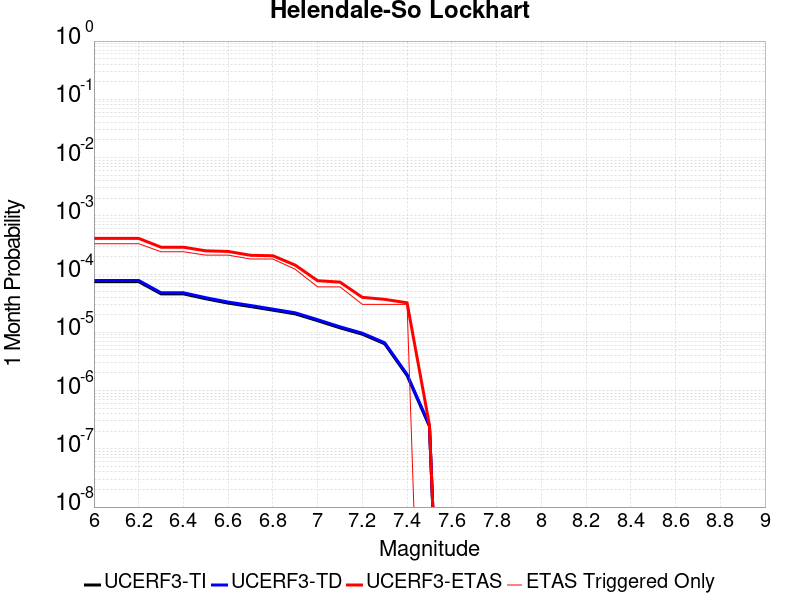 Helendale-So Lockhart
10^0
10^-1
10^-2
10^-3
10^-4
10^-5
10^-6
10^-7
10^-8
1 Month Probability
6 6.2 6.4 6.6 6.8 7 7.2 7.4 7.6 7.8 8 8.2 8.4 8.6 8.8 9
Magnitude
UCERF3-TI UCERF3-TD UCERF3-ETAS ETAS Triggered Only